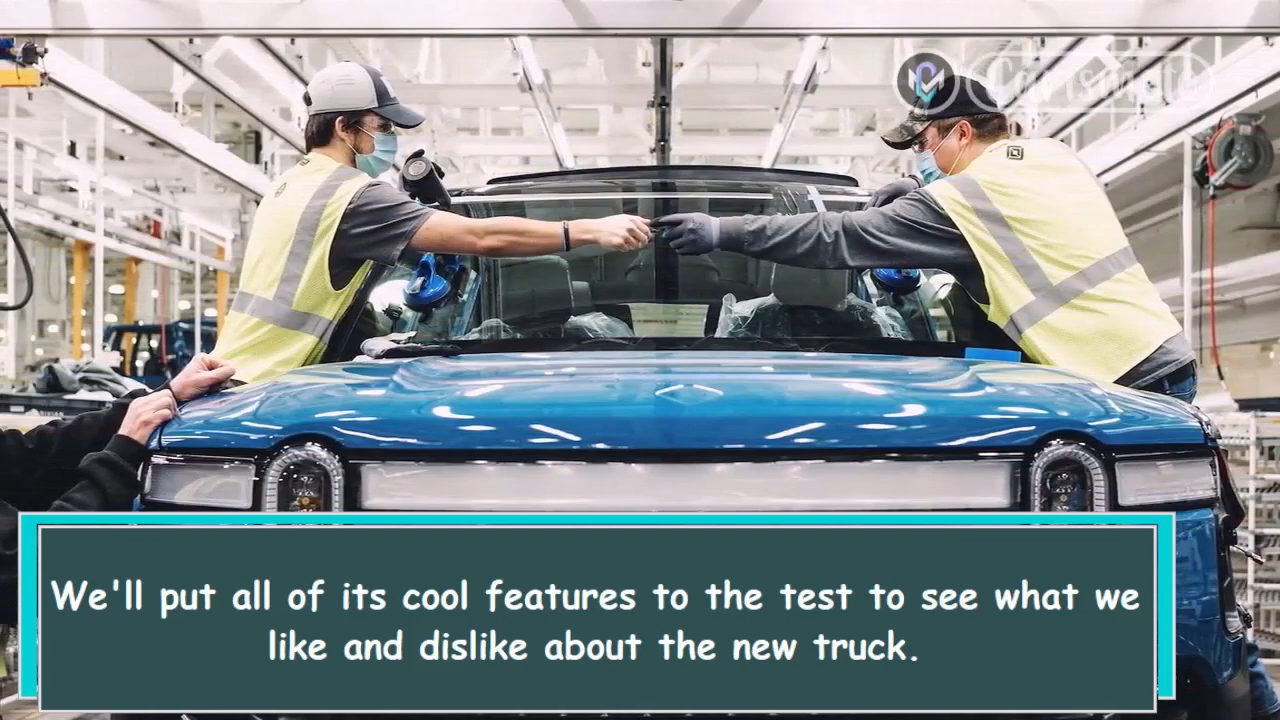 We'll put all of its cool features to the test to see what we
like and dislike about the new truck.